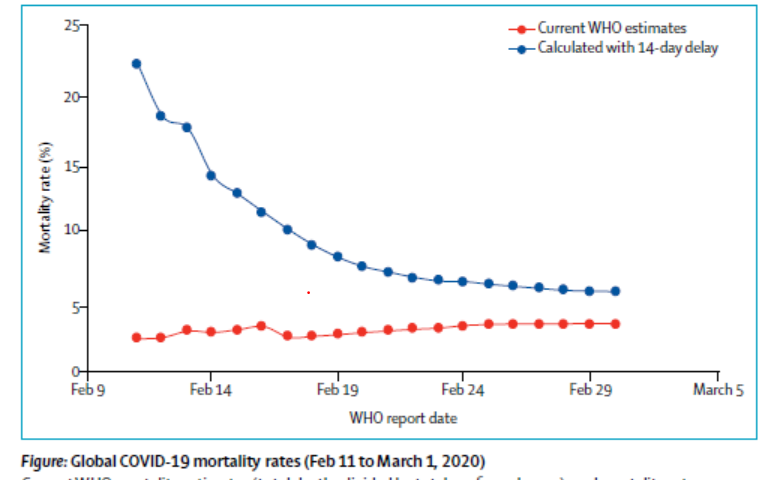 25
Current WHO estimates
Calculated with 14-day delay
20
15
10
5
0
Mortality rate (%)
Feb 9 Feb 14 Feb 19 Feb 24 Feb 29 March 5
WHO report date
Figure: Global COVID-19 mortality rates (Feb 11 to March 1, 2020)